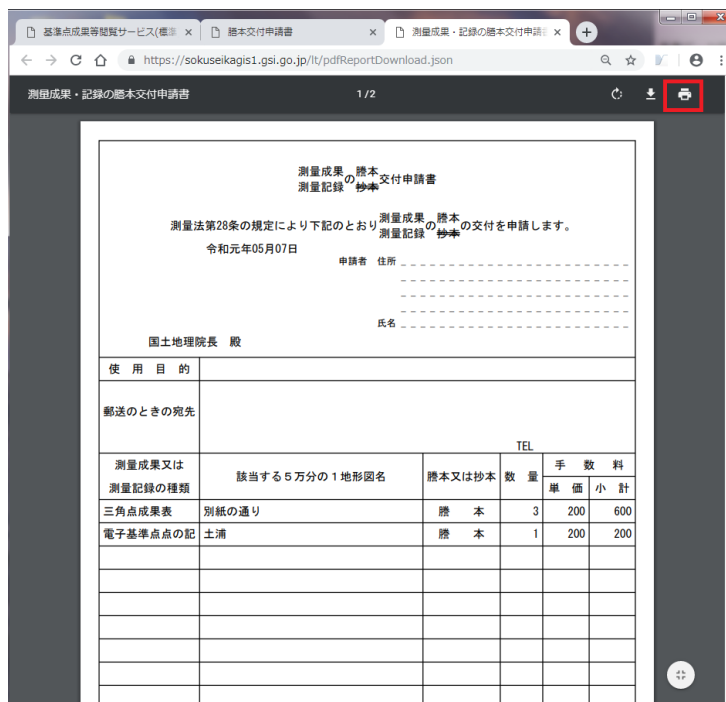 基準点成果等閲覧サービス(標準
謄本交付申請書
測量成果・記録の謄本交付申請書
https://sokuseikagis1.gsi.go.jp/lt/pdfReportDownload.json
測量成果・記録の謄本交付申請書
1 / 2
測量成果の謄本交付申請書
測量記録 抄本
測量法第28条の規定により下記のとおり測量成果の謄本の交付を申請します。
測量記録 抄本
令和元年05月07日
申請者 住所
氏名
国土地理院長 殿
使用目的
郵送のときの宛先
TEL
測量成果又は
測量記録の種類
該当する5万分の1地形図名
謄本又は抄本
数量
手数料
単価 小計
三角点成果表 別紙の通り 謄本 3 200 600
電子基準点点の記 土浦 謄本 1 200 200